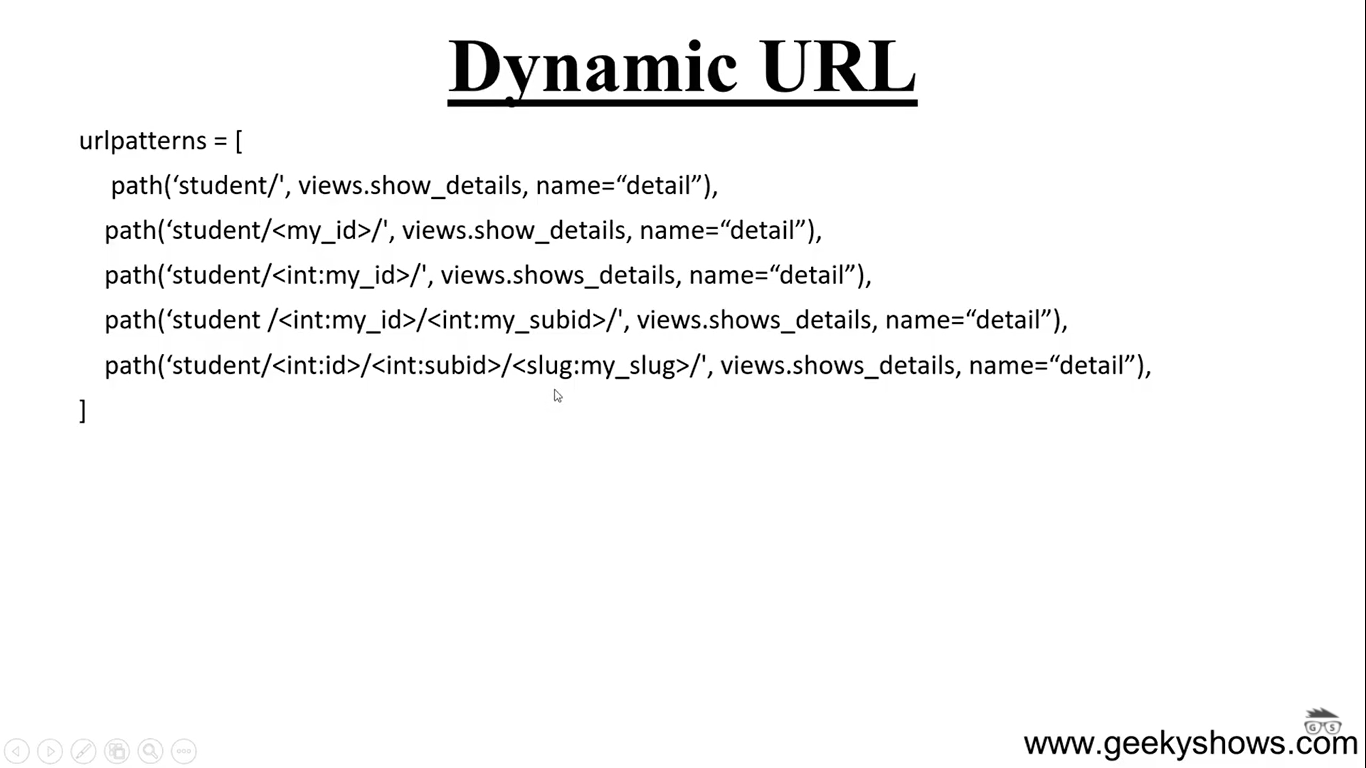 Dynamic URL
urlpatterns = [
path(‘student/', views.show_details, name=“detail”),
path(‘student/<my_id>/', views.show_details, name=“detail”),
path(‘student/<int:my_id>/', views.shows_details, name=“detail”),
path(‘student /<int:my_id>/<int:my_subid>/', views.shows_details, name=“detail”),
path(‘student/<int:id>/<int:subid>/<slug:my_slug>/', views.shows_details, name=“detail”),
]
G S
www.geekyshows.com